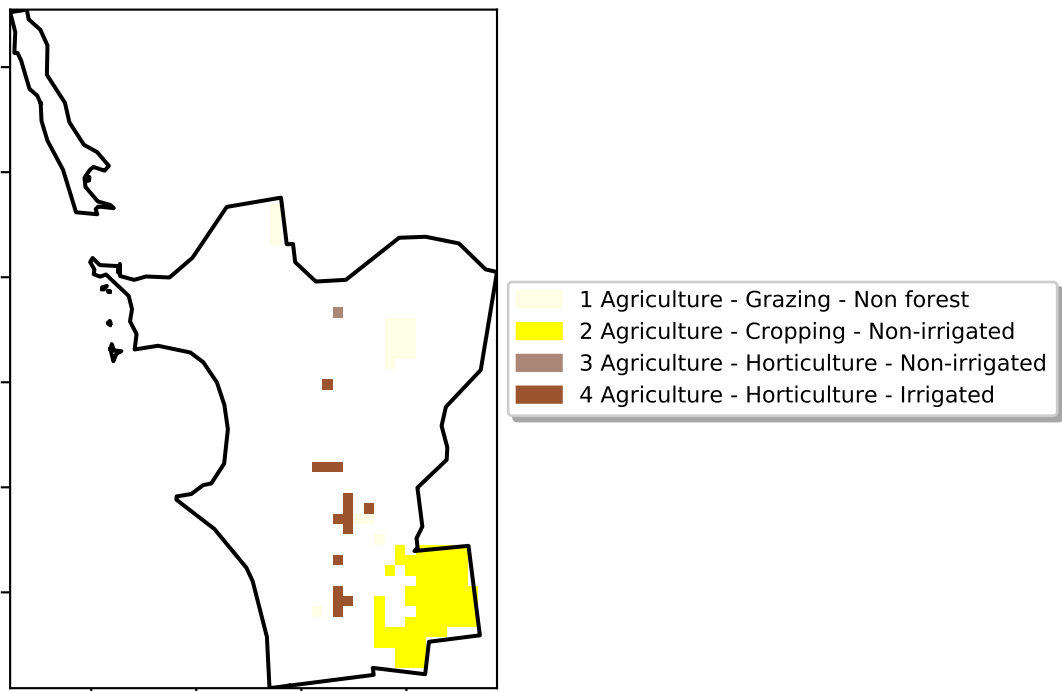 1 Agriculture - Grazing - Non forest
2 Agriculture - Cropping - Non-irrigated
3 Agriculture - Horticulture - Non-irrigated
4 Agriculture - Horticulture - Irrigated